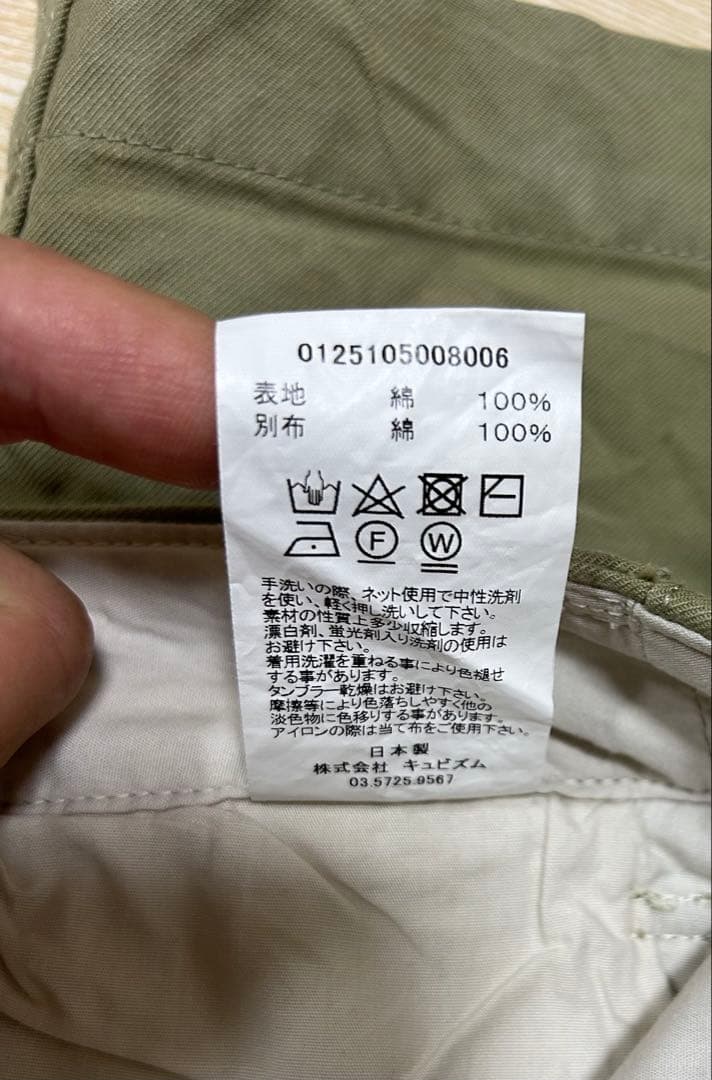 0125105008006
表地 綿 100%
別布 綿 100%
F W
手洗いの際、ネット使用で中性洗剤
を使い、軽く押し洗いして下さい。
素材の性質上多少収縮します。
漂白剤、蛍光剤入り洗剤の使用は
お避け下さい。
着用洗濯を重ねる事により色褪せ
する事があります。
タンブラー乾燥はお避け下さい。
摩擦等により色落ちしやすく他の
淡色物に色移りする事があります。
アイロンの際は当て布をご使用下さい。
日本製
株式会社 キュビズム
03.5725.9567